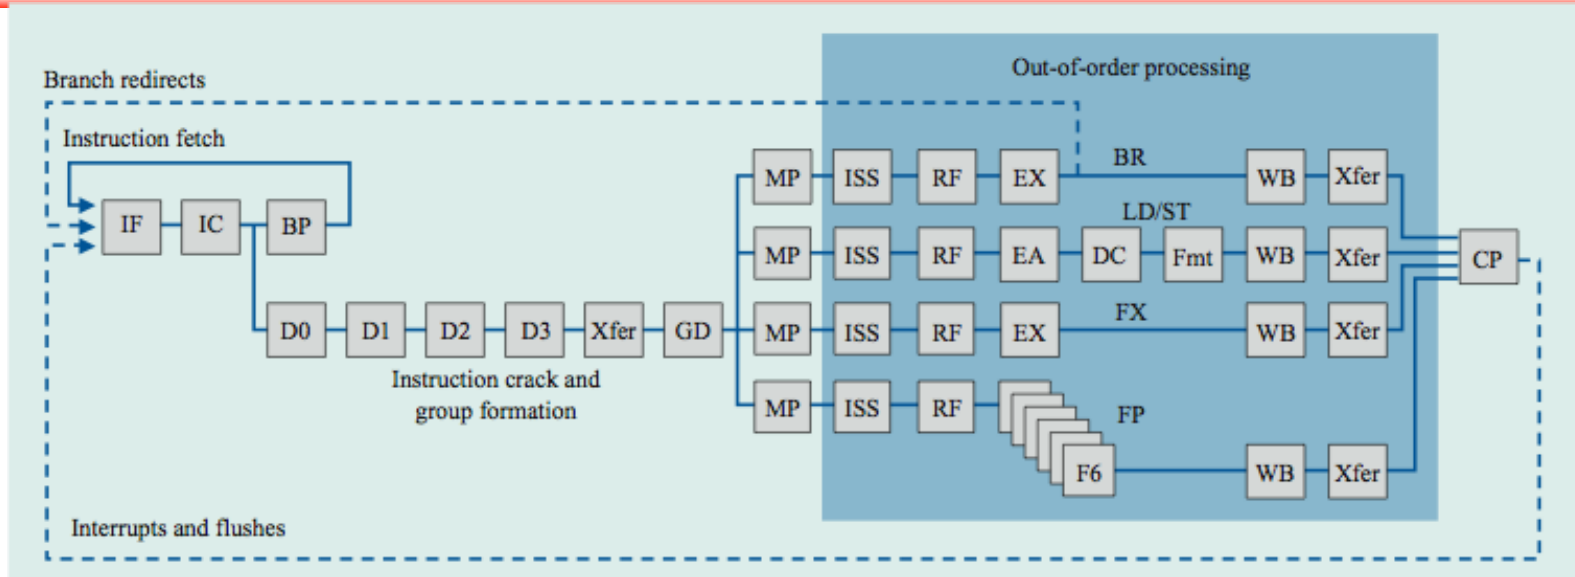 Out-of-order processing
Branch redirects
Instruction fetch
BR
MP ISS RF EX WB Xfer
LD/ST
IF IC BP
MP ISS RF EA DC Fmt WB Xfer CP
FX
D0 D1 D2 D3 Xfer GD MP ISS RF EX WB Xfer
Instruction crack and
group formation
MP ISS RF FP
F6 WB Xfer
Interrupts and flushes